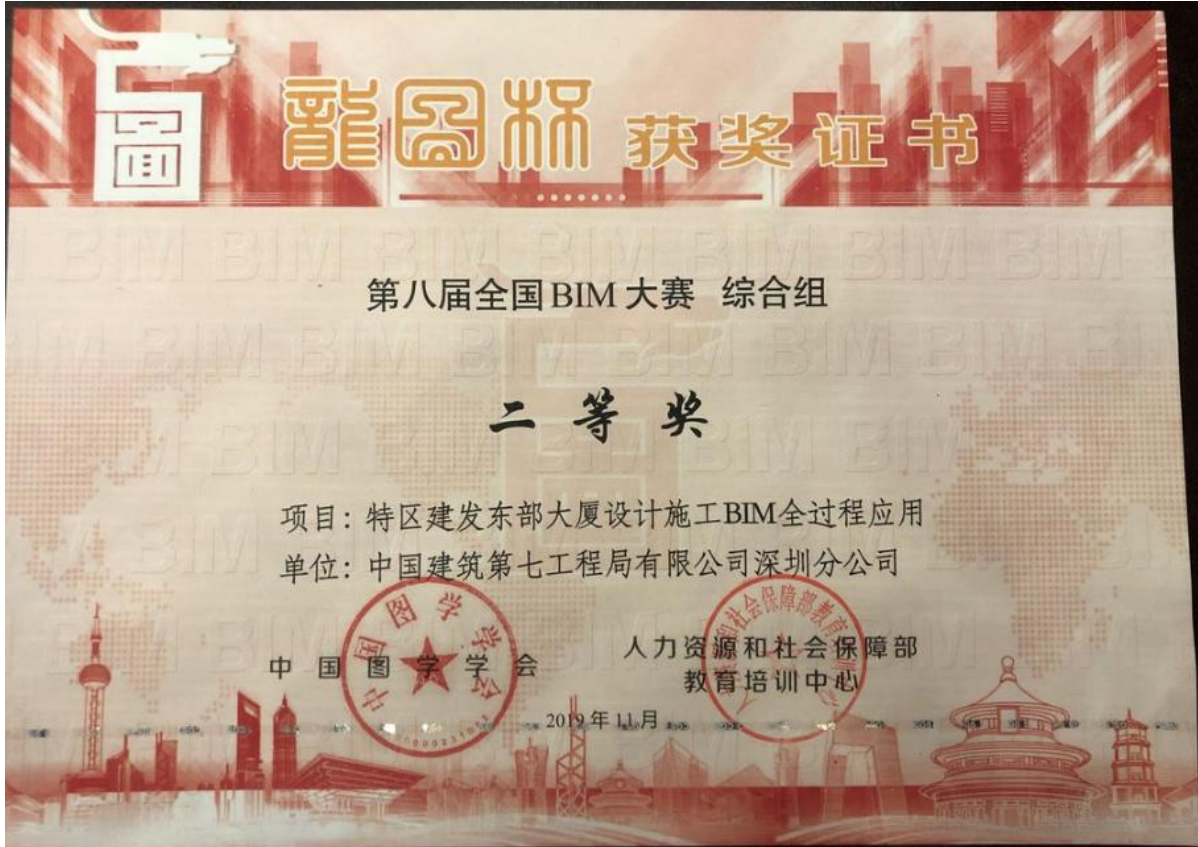 龍圖杯 获奖证书
第八届全国BIM大赛 综合组
二等奖
项目：特区建发东部大厦设计施工BIM全过程应用
单位：中国建筑第七工程局有限公司深圳分公司
中国图学学会
人力资源和社会保障部
教育培训中心
2019年11月